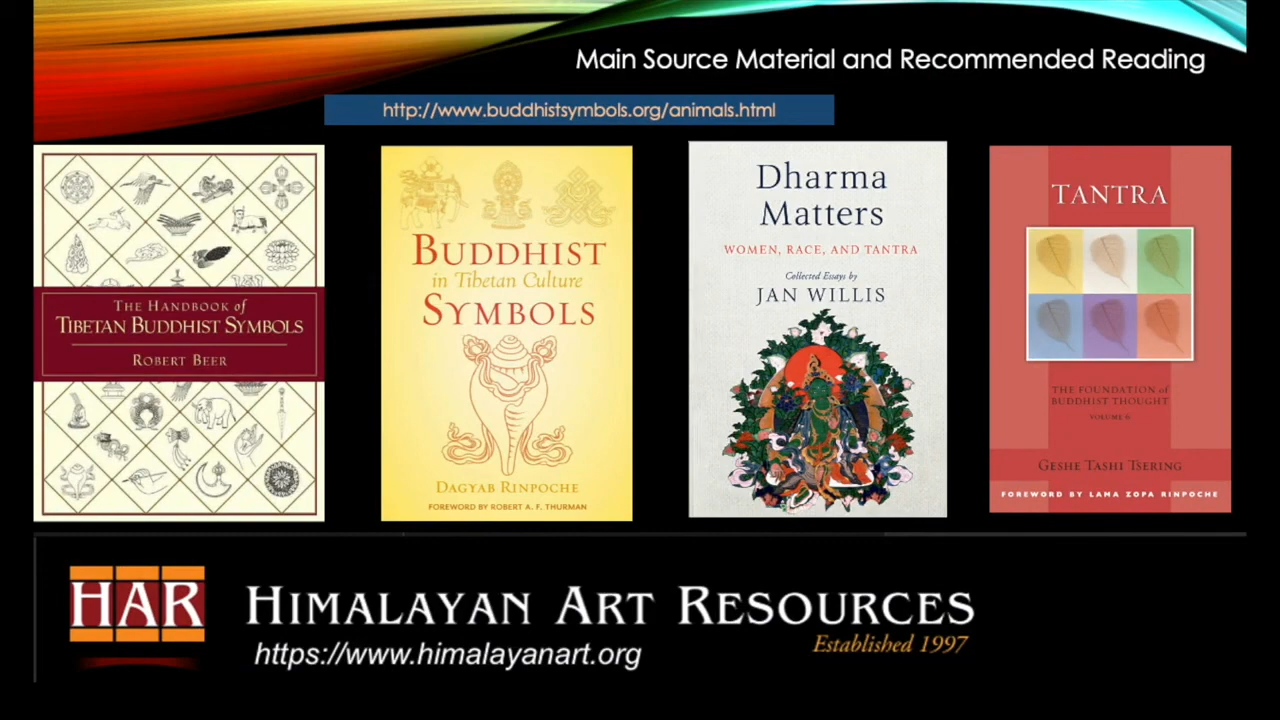 Main Source Material and Recommended Reading
http://www.buddhistsymbols.org/animals.html
THE HANDBOOK of
TIBETAN BUDDHIST SYMBOLS
ROBERT BEER
BUDDHIST
in Tibetan Culture
SYMBOLS
DAGYAB RINPOCHE
FOREWORD BY ROBERT A. F. THURMAN
Dharma
Matters
WOMEN, RACE, AND TANTRA
Collected Essays by
JAN WILLIS
TANTRA
THE FOUNDATION of
BUDDHIST THOUGHT
VOLUME 6
GESHE TASHI TSERING
FOREWORD BY LAMA ZOPA RINPOCHE
HAR
HIMALAYAN ART RESOURCES
https://www.himalayanart.org
Established 1997